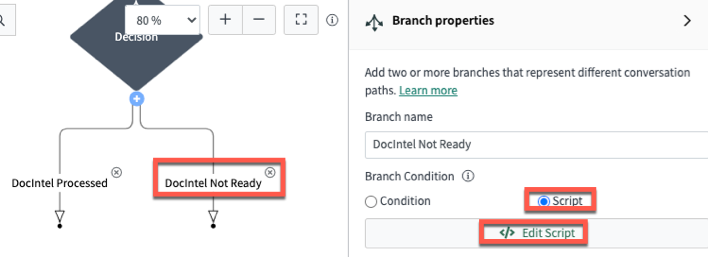 80 %
Decision
DocIntel Processed
DocIntel Not Ready
Branch properties
Add two or more branches that represent different conversation
paths. Learn more
Branch name
DocIntel Not Ready
Branch Condition
Condition
Script
</> Edit Script